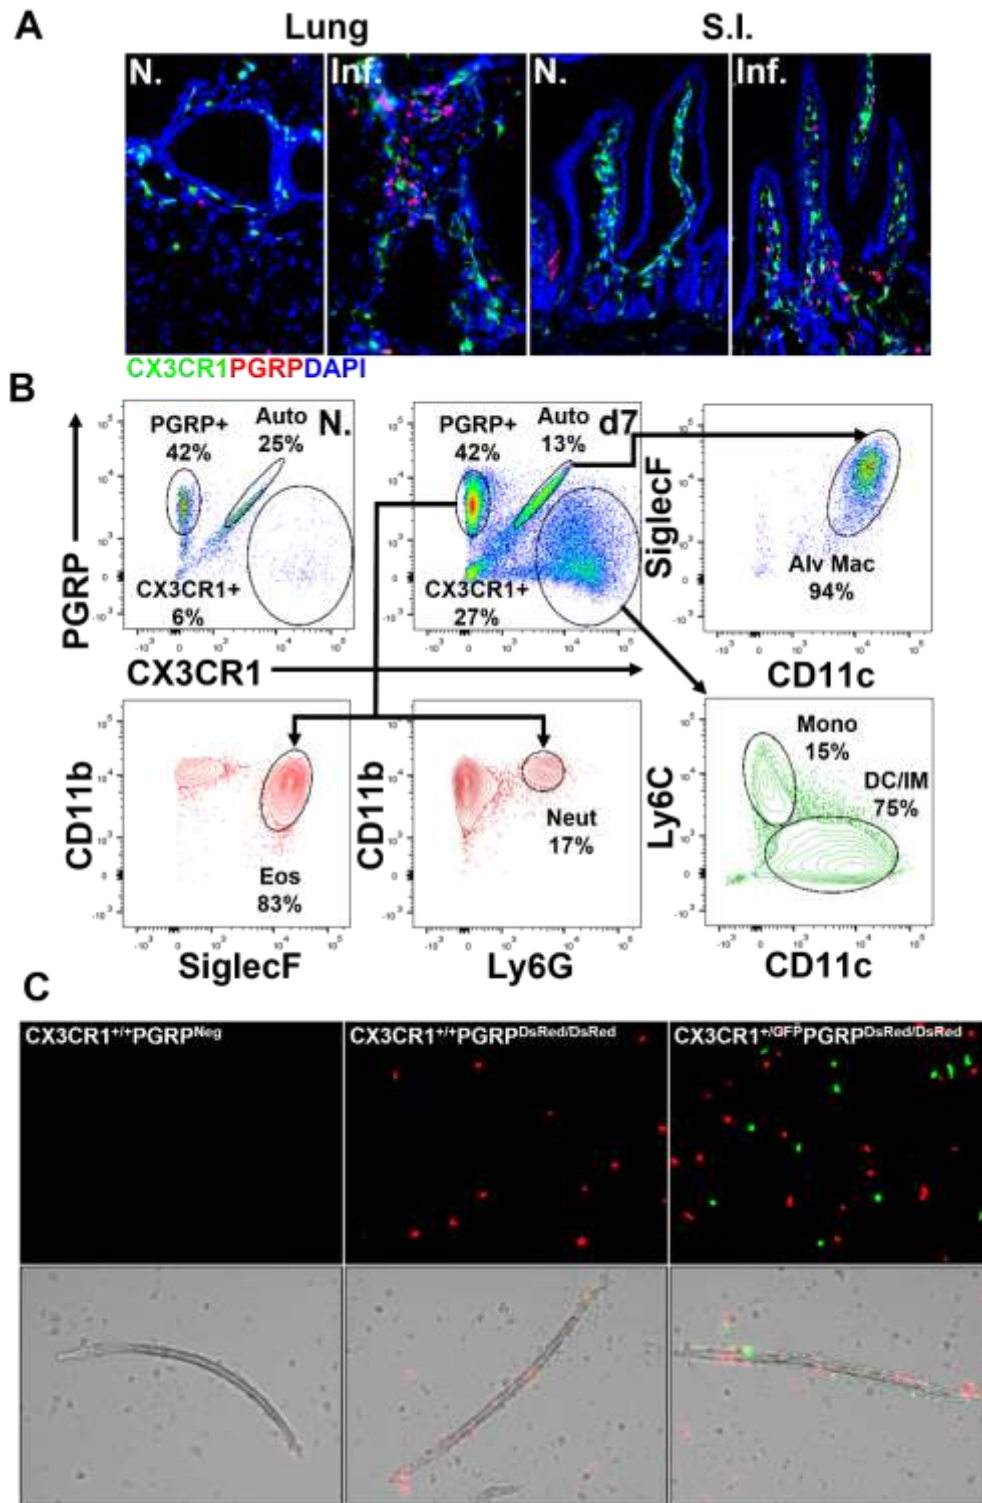 A
Lung
S.I.
N.
Inf.
N.
Inf.
CX3CR1PGRPDAPI
B
PGRP+
42%
Auto
25%
N.
CX3CR1+
6%
PGRP
CX3CR1
PGRP+
42%
Auto
13%
d7
CX3CR1+
27%
SiglecF
Alv Mac
94%
CD11c
CD11b
Eos
83%
SiglecF
CD11b
Neut
17%
Ly6G
Ly6C
Mono
15%
DC/IM
75%
CD11c
C
CX3CR1+/+PGRPNeg
CX3CR1+/+PGRPDsRed/DsRed
CX3CR1+/GFPPGRPDsRed/DsRed